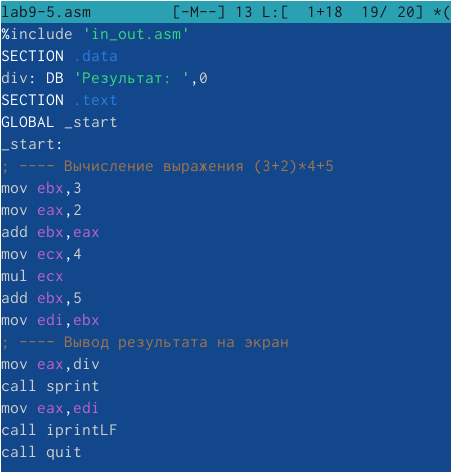 lab9-5.asm [-M--] 13 L:[ 1+18 19/ 20] *(
%include 'in_out.asm'
SECTION .data
div: DB 'Результат: ',0
SECTION .text
GLOBAL _start
_start:
; ---- Вычисление выражения (3+2)*4+5
mov ebx,3
mov eax,2
add ebx,eax
mov ecx,4
mul ecx
add ebx,5
mov edi,ebx
; ---- Вывод результата на экран
mov eax,div
call sprint
mov eax,edi
call iprintLF
call quit